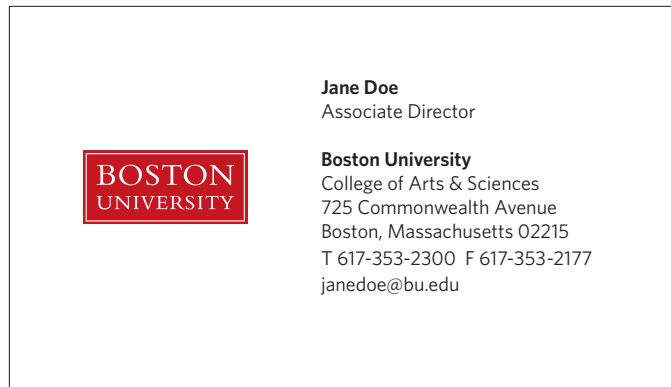 BOSTON
UNIVERSITY
Jane Doe
Associate Director
Boston University
College of Arts & Sciences
725 Commonwealth Avenue
Boston, Massachusetts 02215
T 617-353-2300 F 617-353-2177
janedoe@bu.edu